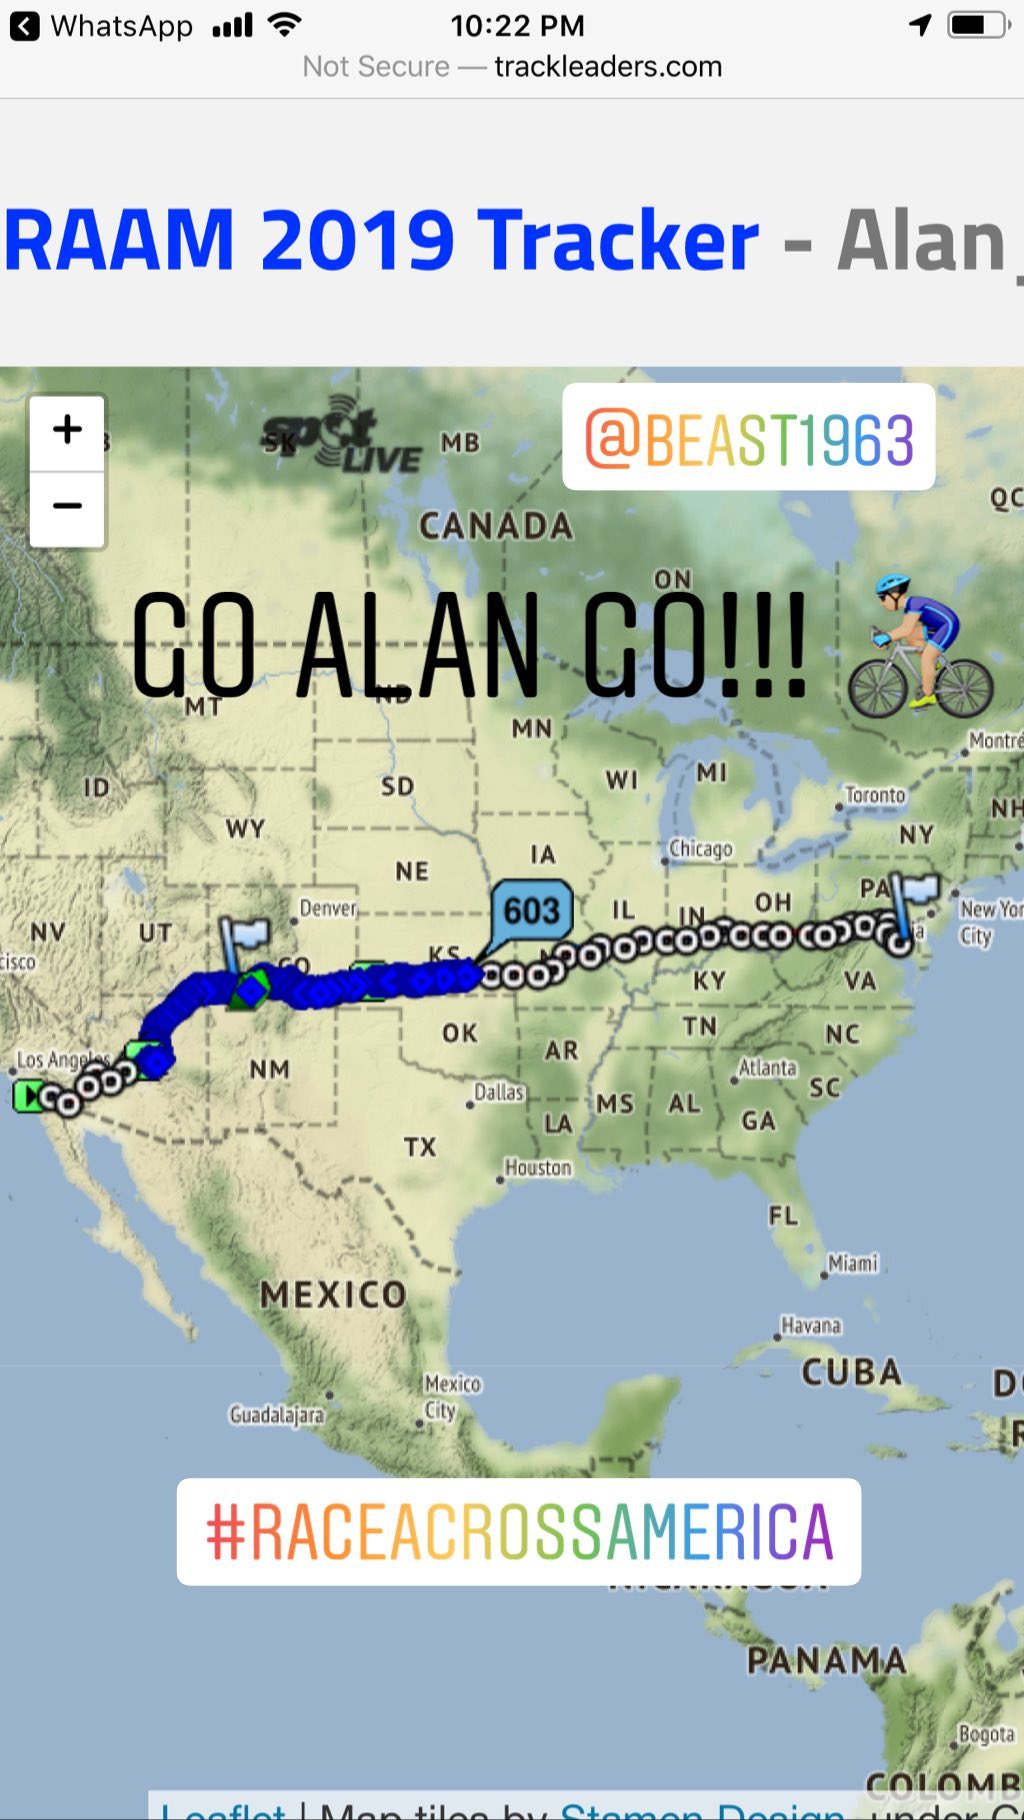 WhatsApp 10:22 PM
Not Secure — trackleaders.com
RAAM 2019 Tracker - Alan
+
−
spot
LIVE
SK
MB
@BEAST1963
QC
CANADA
ON
GO ALAN GO!!!
MT
ND
MN
Montré
ID
SD
WI
MI
Toronto
NH
WY
NY
Chicago
IA
NE
PA
OH
IL
IN
603
Denver
New Yor
City
NV
UT
cisco
CO
KS
KY
VA
OK
TN
NC
AR
Los Angeles
NM
Atlanta
SC
Dallas
MS
AL
GA
LA
TX
Houston
FL
Miami
MEXICO
Havana
CUBA
Mexico
City
Guadalajara
#RACEACROSSAMERICA
PANAMA
Bogota
COLOMB
Leaflet | Map tiles by Stamen Design, under C